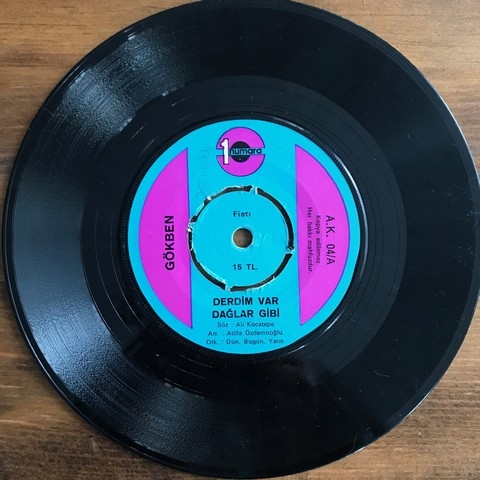 1 numara
GÖKBEN
Fiatı
15 TL.
A.K. 04/A
Kopya edilemez.
Her hakkı mahfuzdur.
DERDİM VAR
DAĞLAR GİBİ
Söz : Ali Kocatepe
Arr. : Atilla Özdemiroğlu
Ork. : Dün, Bugün, Yarın